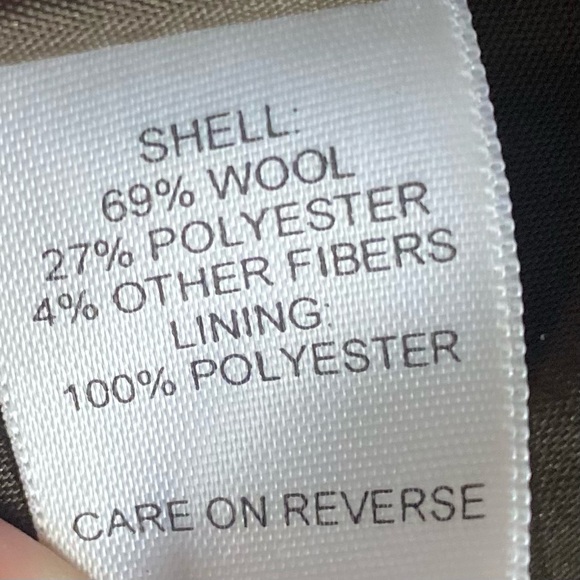 SHELL:
69% WOOL
27% POLYESTER
4% OTHER FIBERS
LINING:
100% POLYESTER
CARE ON REVERSE